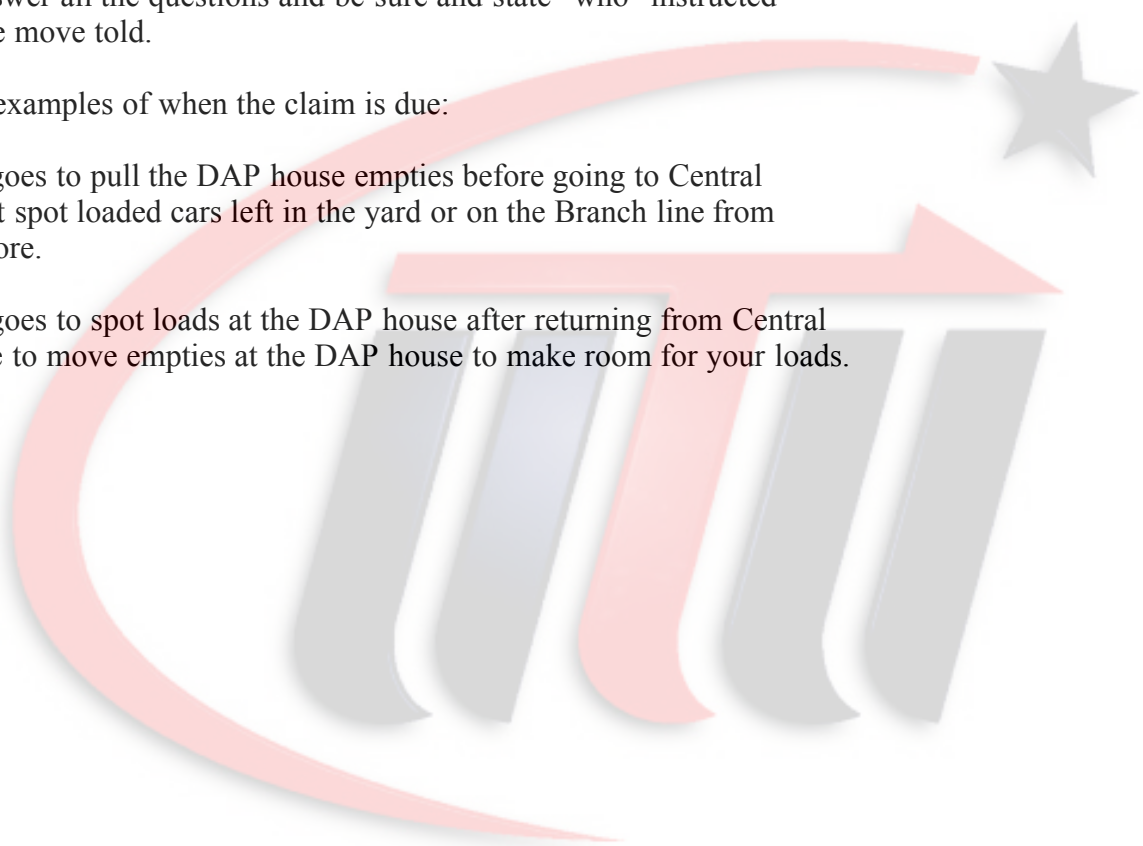 all the questions and be sure and state "who" instructed
move told.
examples of when the claim is due:
goes to pull the DAP house empties before going to Central
spot loaded cars left in the yard or on the Branch line from
goes to spot loads at the DAP house after returning from Central
to move empties at the DAP house to make room for your loads.